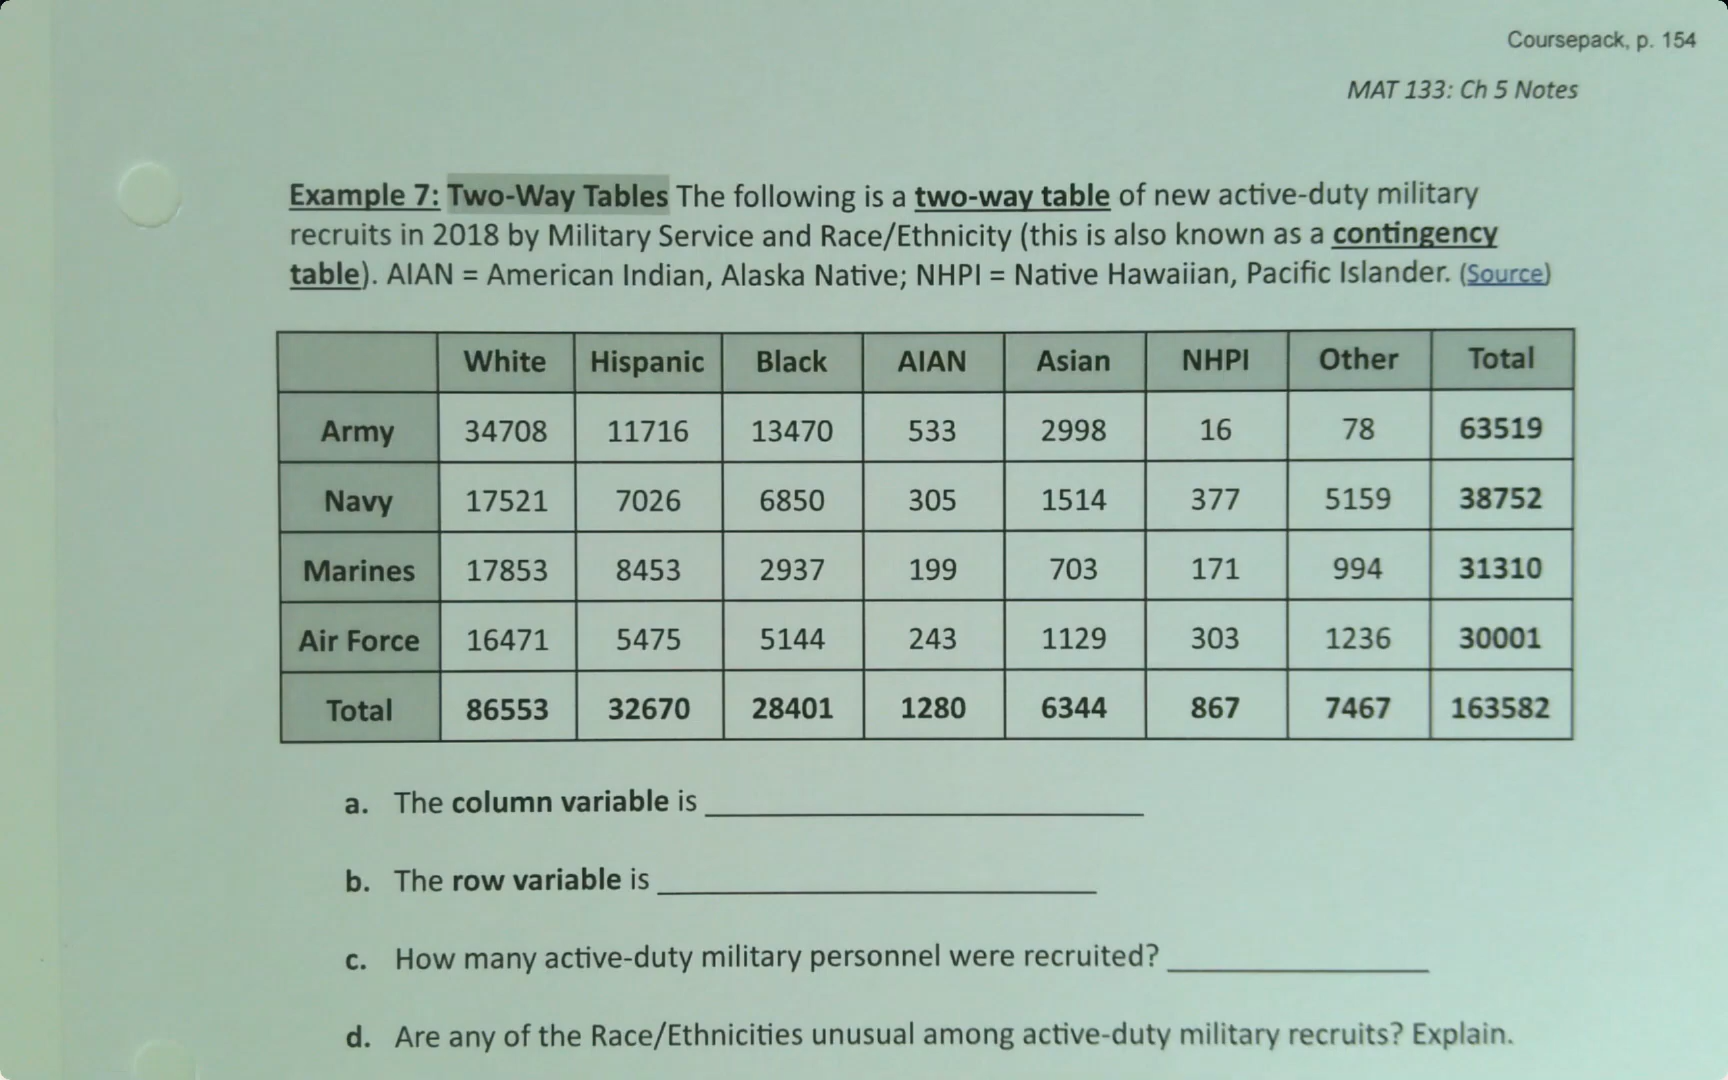 Coursepack, p. 154
MAT 133: Ch 5 Notes
Example 7: Two-Way Tables The following is a two-way table of new active-duty military
recruits in 2018 by Military Service and Race/Ethnicity (this is also known as a contingency
table). AIAN = American Indian, Alaska Native; NHPI = Native Hawaiian, Pacific Islander. (Source)
White Hispanic Black AIAN Asian NHPI Other Total
Army 34708 11716 13470 533 2998 16 78 63519
Navy 17521 7026 6850 305 1514 377 5159 38752
Marines 17853 8453 2937 199 703 171 994 31310
Air Force 16471 5475 5144 243 1129 303 1236 30001
Total 86553 32670 28401 1280 6344 867 7467 163582
a. The column variable is
b. The row variable is
c. How many active-duty military personnel were recruited?
d. Are any of the Race/Ethnicities unusual among active-duty military recruits? Explain.